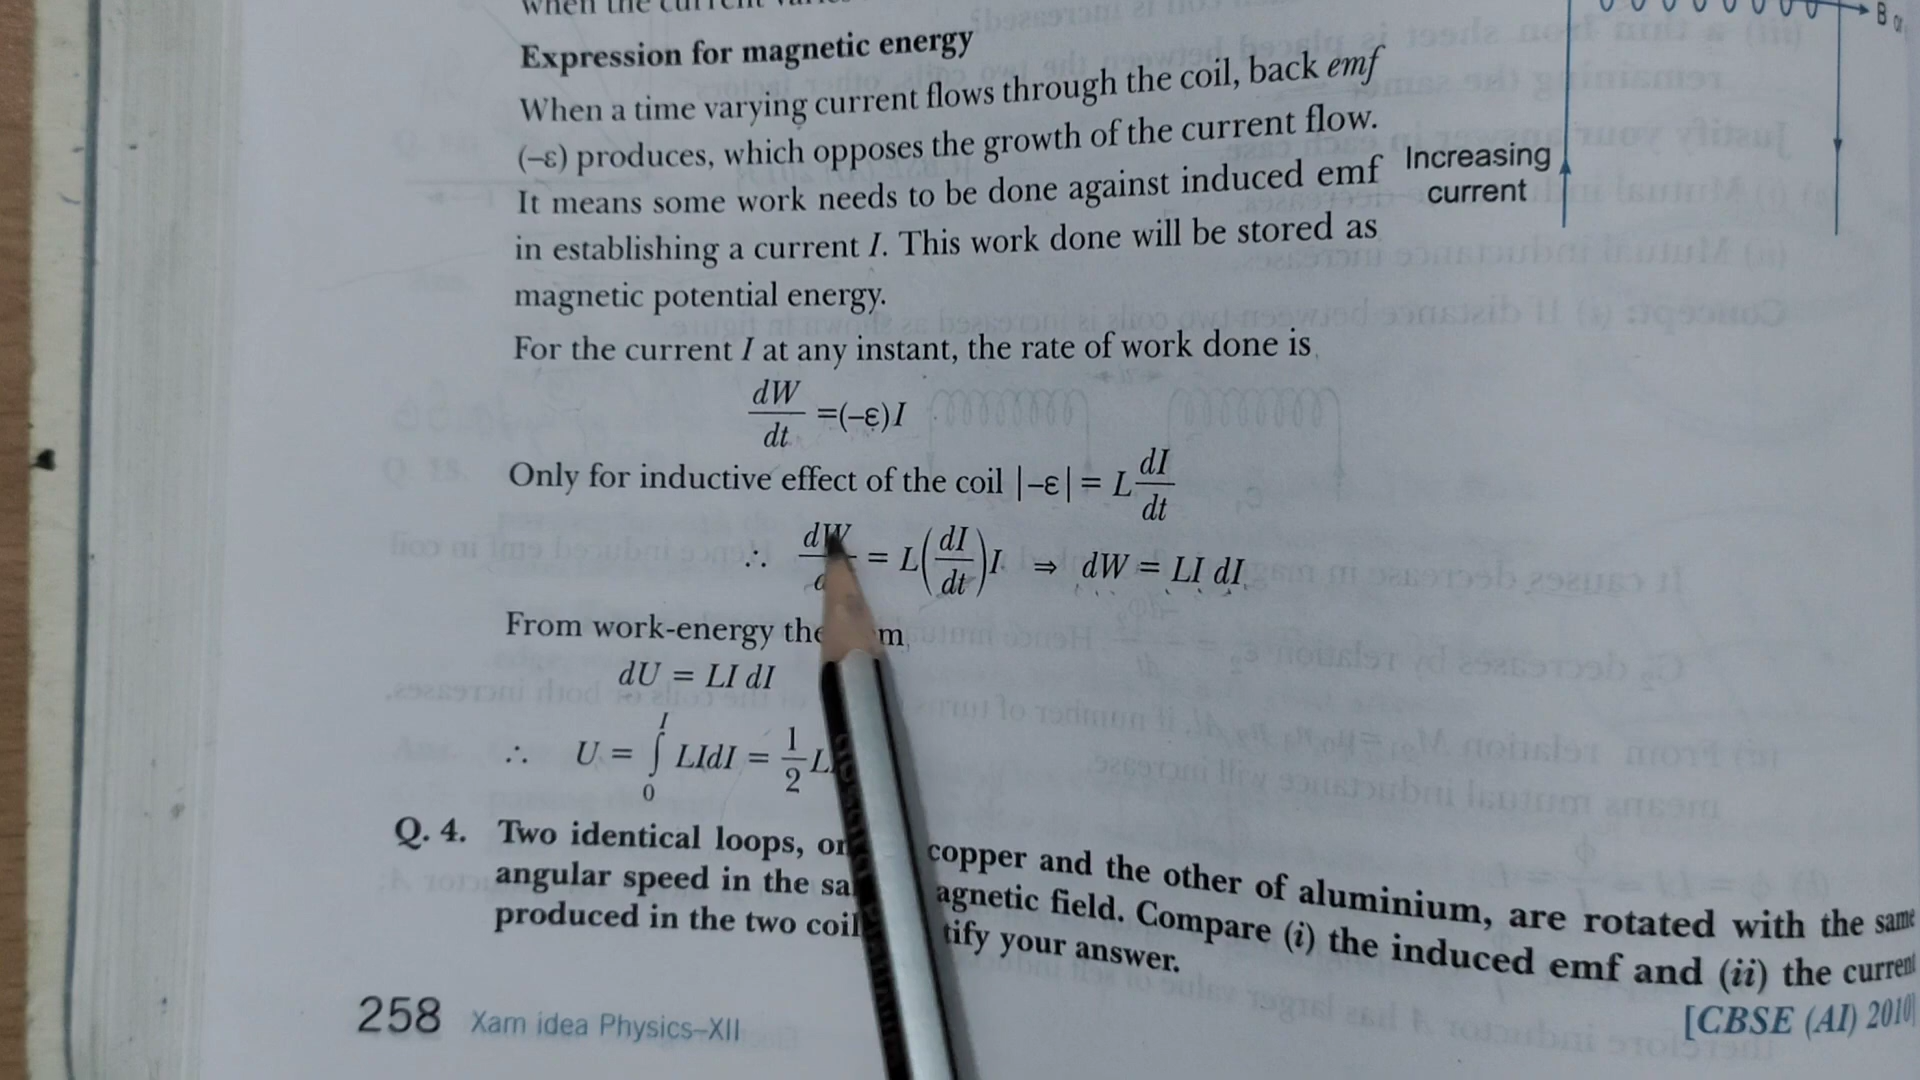 when the current
Expression for magnetic energy
When a time varying current flows through the coil, back emf
(–ε) produces, which opposes the growth of the current flow.
It means some work needs to be done against induced emf
in establishing a current I. This work done will be stored as
magnetic potential energy.
Increasing
current
B
For the current I at any instant, the rate of work done is
dW/dt =(–ε)I
Only for inductive effect of the coil |–ε| = L dI/dt
∴ dW = L(dI/dt)I ⇒ dW = LI dI
From work-energy
dU = LI dI
∴ U = ∫₀ᴵ LIdI = 1/2 L
Q. 4. Two identical loops, copper and the other of aluminium, are rotated with the same
angular speed in the field. Compare (i) the induced emf and (ii) the current
produced in the two your answer.
[CBSE (AI) 2010]
258 Xam idea Physics–XII